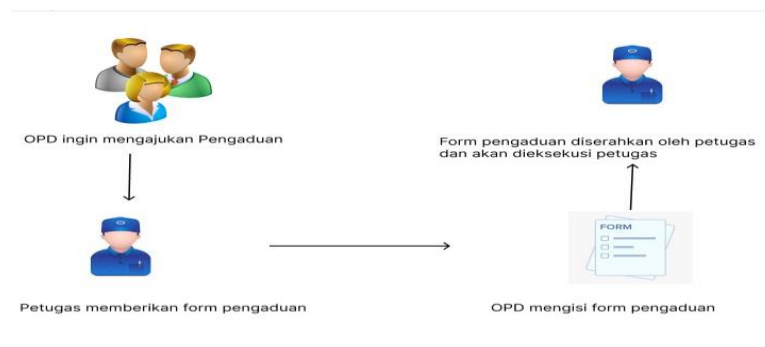 OPD ingin mengajukan Pengaduan
Petugas memberikan form pengaduan
FORM
OPD mengisi form pengaduan
Form pengaduan diserahkan oleh petugas
dan akan dieksekusi petugas